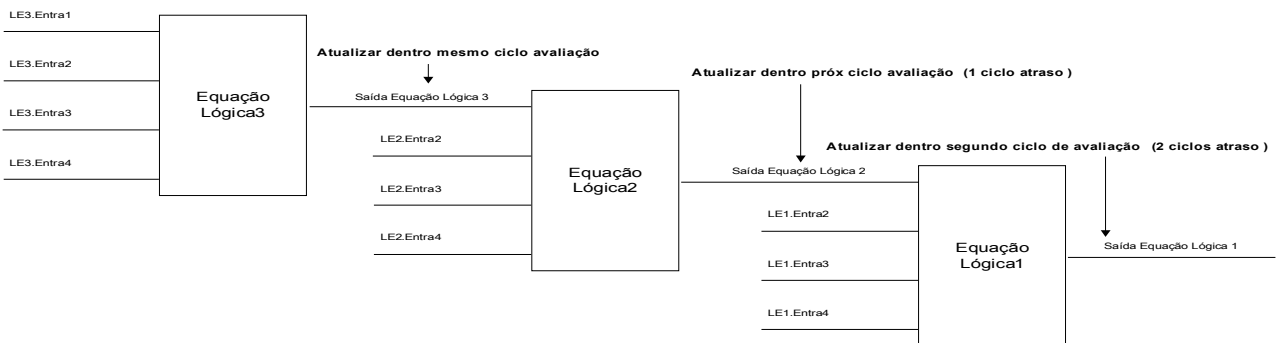 LE3.Entra1
LE3.Entra2
LE3.Entra3
LE3.Entra4
Equação
Lógica3
Atualizar dentro mesmo ciclo avaliação
Saída Equação Lógica 3
LE2.Entra2
LE2.Entra3
LE2.Entra4
Equação
Lógica2
Atualizar dentro próx ciclo avaliação (1 ciclo atraso )
Saída Equação Lógica 2
LE1.Entra2
LE1.Entra3
LE1.Entra4
Equação
Lógica1
Atualizar dentro segundo ciclo de avaliação (2 ciclos atraso )
Saída Equação Lógica 1